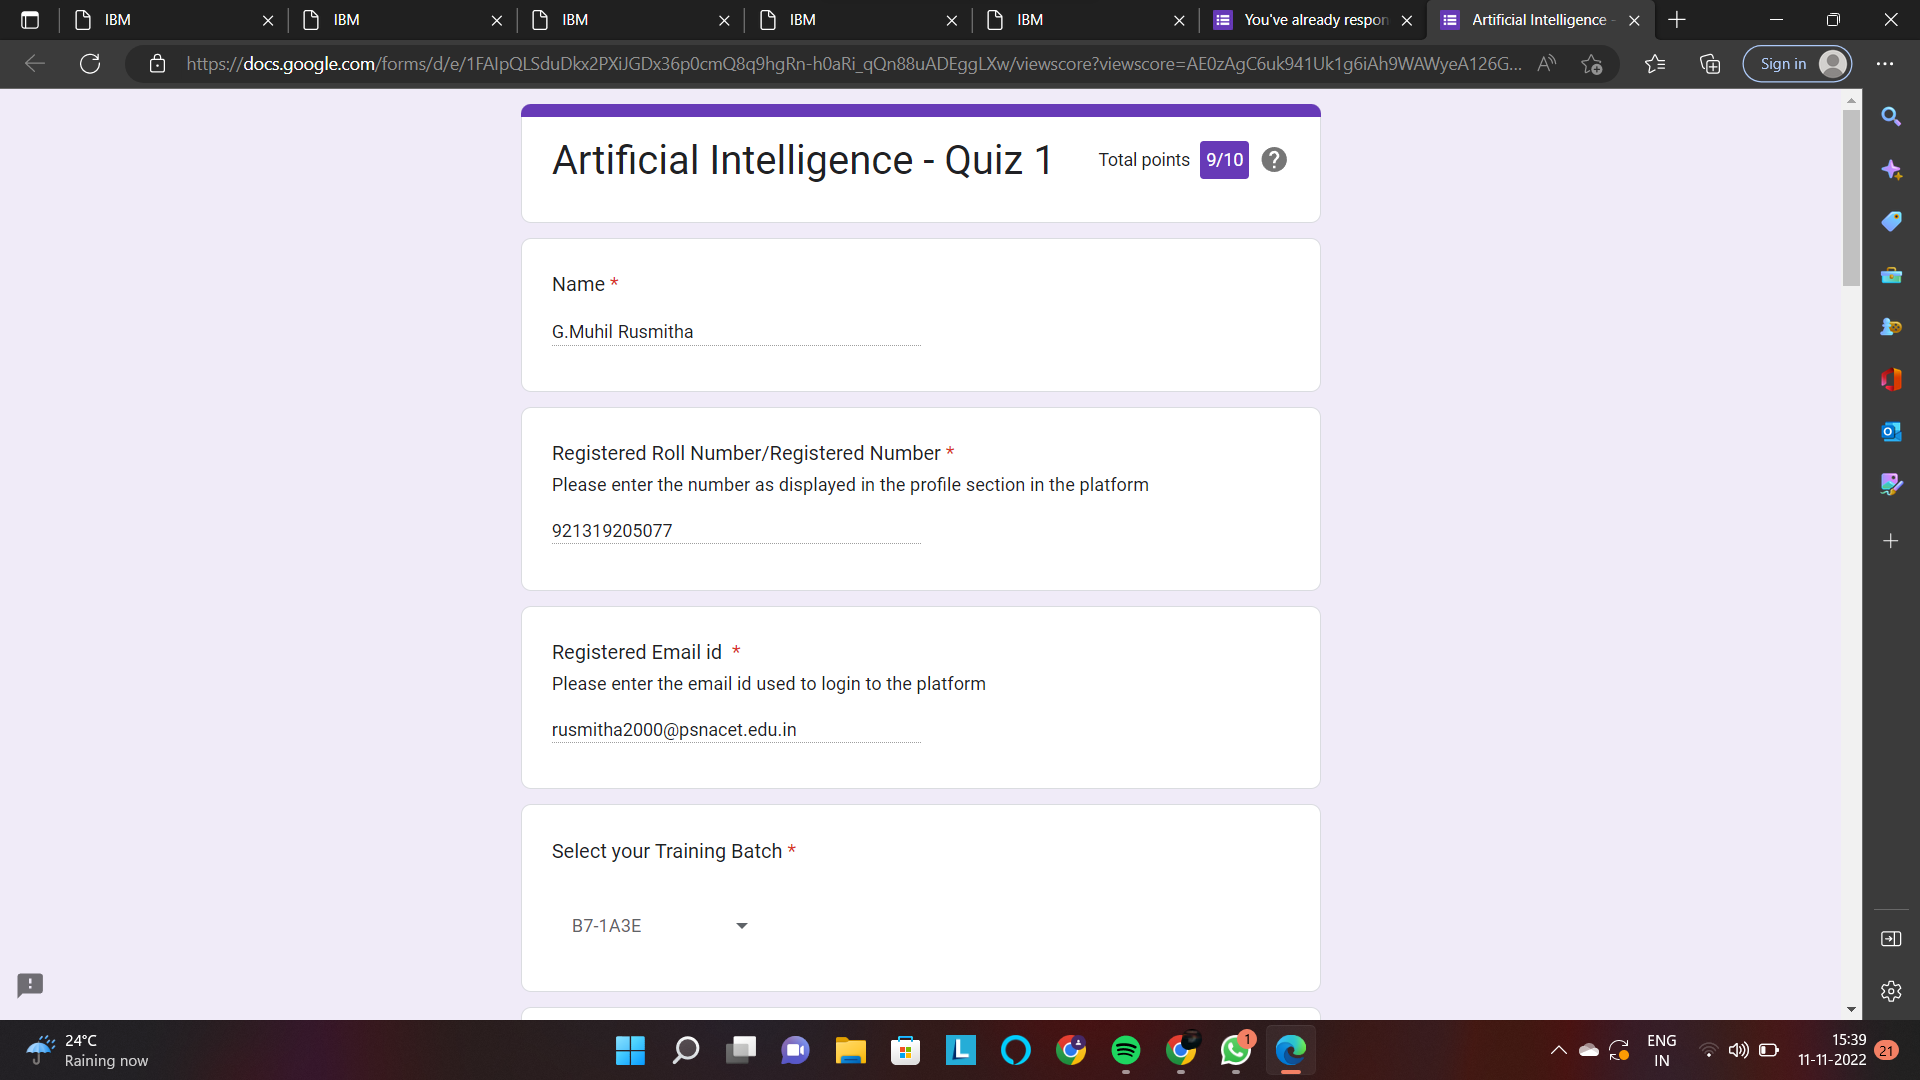 IBM
IBM
IBM
IBM
IBM
You've already respon
Artificial Intelligence -
https://docs.google.com/forms/d/e/1FAIpQLSduDkx2PXiJGDx36p0cmQ8q9hgRn-h0aRi_qQn88uADEggLXw/viewscore?viewscore=AE0zAgC6uk941Uk1g6iAh9WAWyeA126G...
Sign in
Artificial Intelligence - Quiz 1
Total points 9/10
Name *
G.Muhil Rusmitha
Registered Roll Number/Registered Number *
Please enter the number as displayed in the profile section in the platform
921319205077
Registered Email id *
Please enter the email id used to login to the platform
rusmitha2000@psnacet.edu.in
Select your Training Batch *
B7-1A3E
24°C
Raining now
L
1
ENG
IN
15:39
11-11-2022
21